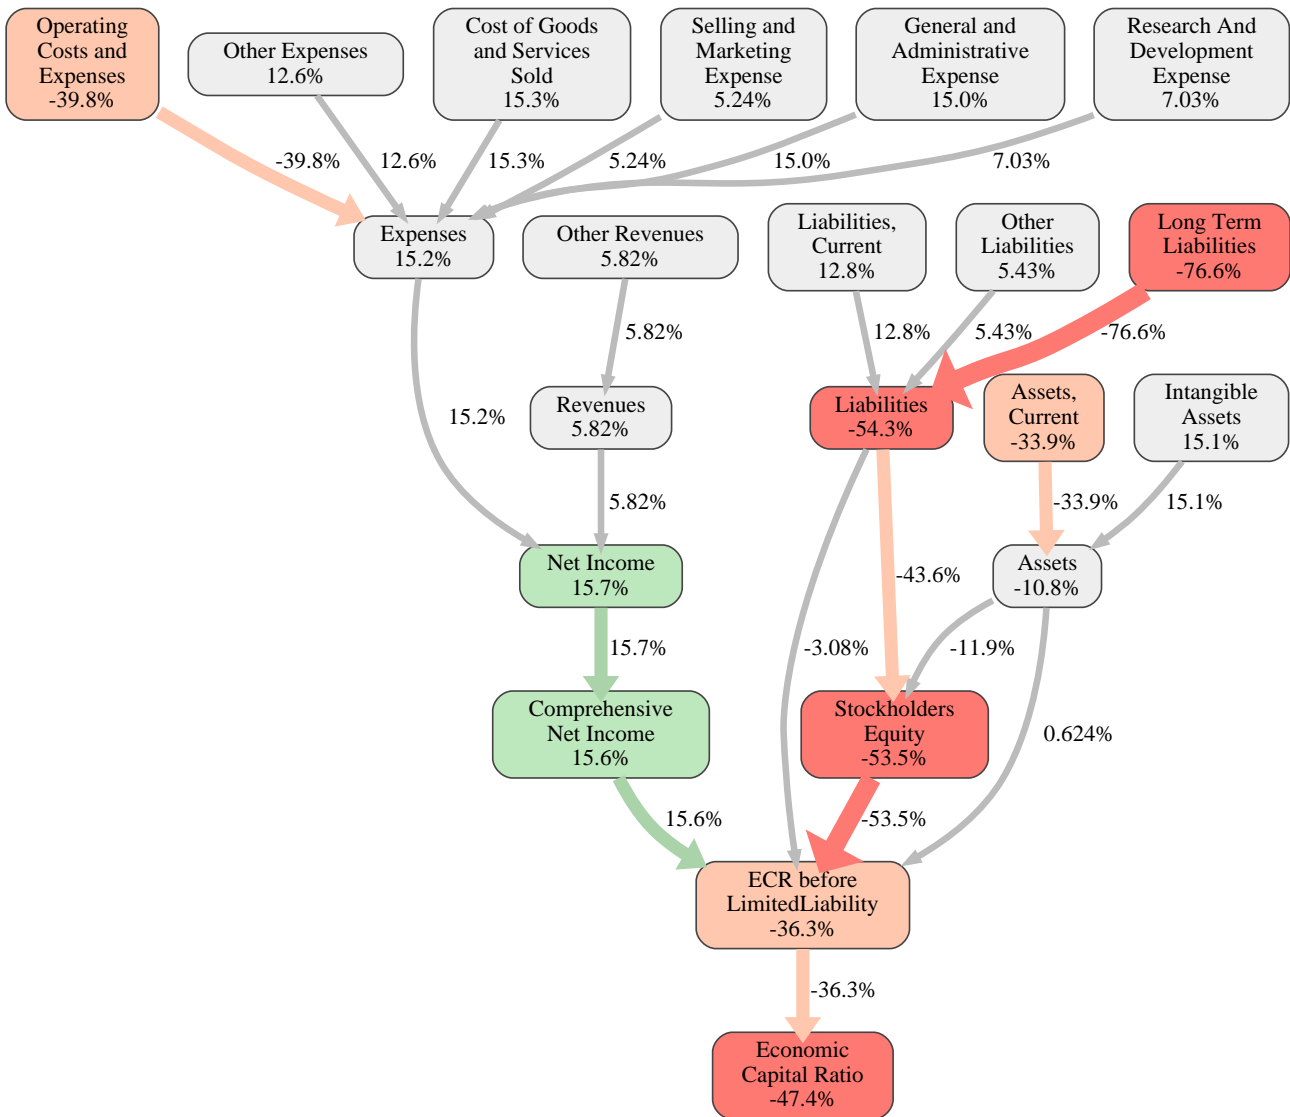 Operating
Costs and
Expenses
-39.8%
Other Expenses
12.6%
Cost of Goods
and Services
Sold
15.3%
Selling and
Marketing
Expense
5.24%
General and
Administrative
Expense
15.0%
Research And
Development
Expense
7.03%
-39.8%
12.6%
15.3%
5.24%
15.0%
7.03%
Expenses
15.2%
Other Revenues
5.82%
Liabilities,
Current
12.8%
Other
Liabilities
5.43%
Long Term
Liabilities
-76.6%
5.82%
12.8%
5.43%
-76.6%
15.2%
Revenues
5.82%
Liabilities
-54.3%
Assets,
Current
-33.9%
Intangible
Assets
15.1%
5.82%
-33.9%
15.1%
Net Income
15.7%
-43.6%
Assets
-10.8%
15.7%
-3.08%
-11.9%
Comprehensive
Net Income
15.6%
Stockholders
Equity
-53.5%
0.624%
15.6%
-53.5%
ECR before
LimitedLiability
-36.3%
-36.3%
Economic
Capital Ratio
-47.4%